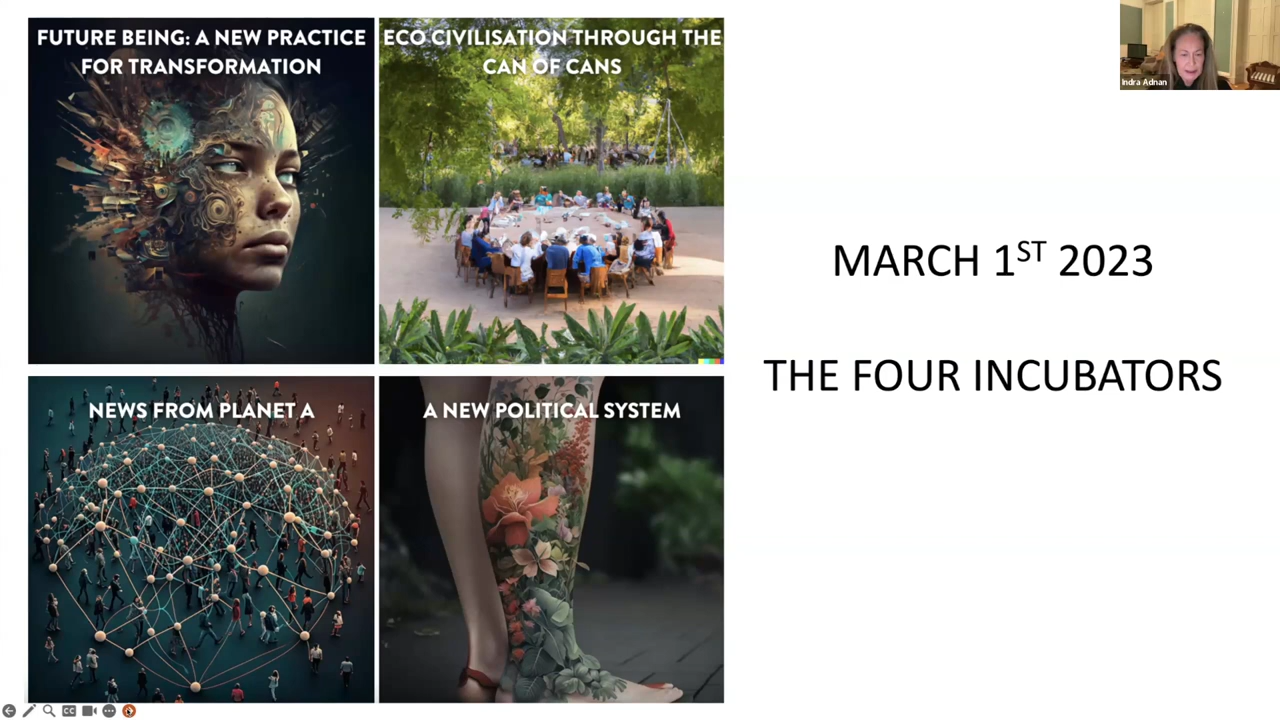 FUTURE BEING: A NEW PRACTICE
FOR TRANSFORMATION
ECO CIVILISATION THROUGH THE
CAN OF CANS
NEWS FROM PLANET A
A NEW POLITICAL SYSTEM
MARCH 1ST 2023
THE FOUR INCUBATORS
Indra Adnan
CC